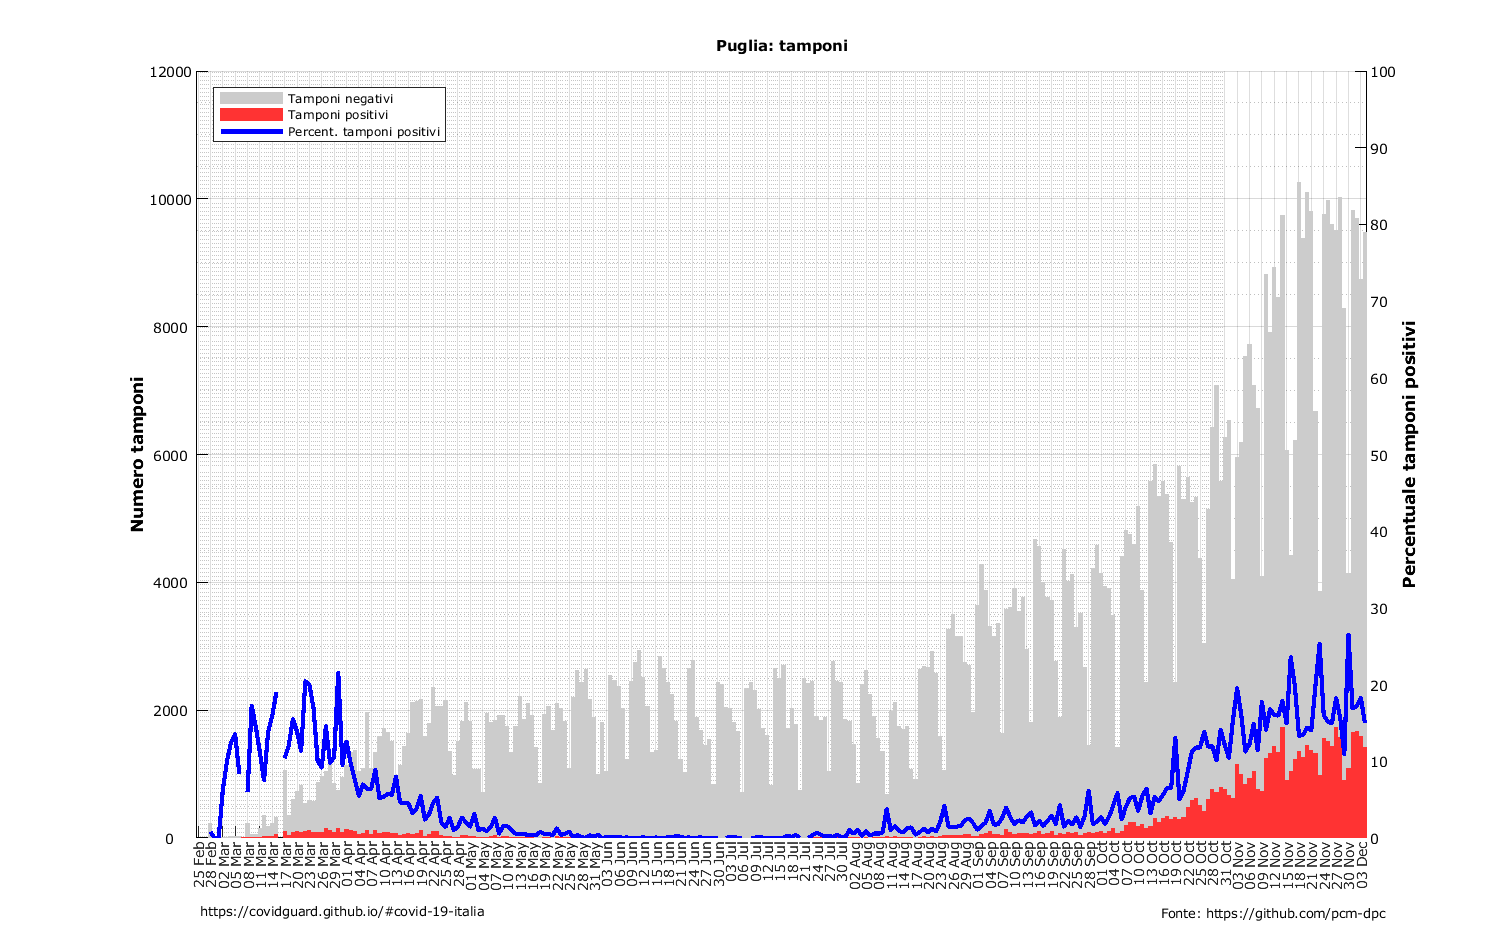 Puglia: tamponi
Tamponi negativi
Tamponi positivi
Percent. tamponi positivi
Numero tamponi
12000
10000
8000
6000
4000
2000
0
100
90
80
70
60
50
40
30
20
10
0
Percentuale tamponi positivi
25 Feb
28 Feb
02 Mar
05 Mar
08 Mar
11 Mar
14 Mar
17 Mar
20 Mar
23 Mar
26 Mar
29 Mar
01 Apr
04 Apr
07 Apr
10 Apr
13 Apr
16 Apr
19 Apr
22 Apr
25 Apr
28 Apr
01 May
04 May
07 May
10 May
13 May
16 May
19 May
22 May
25 May
28 May
31 May
03 Jun
06 Jun
09 Jun
12 Jun
15 Jun
18 Jun
21 Jun
24 Jun
27 Jun
30 Jun
03 Jul
06 Jul
09 Jul
12 Jul
15 Jul
18 Jul
21 Jul
24 Jul
27 Jul
30 Jul
02 Aug
05 Aug
08 Aug
11 Aug
14 Aug
17 Aug
20 Aug
23 Aug
26 Aug
29 Aug
01 Sep
04 Sep
07 Sep
10 Sep
13 Sep
16 Sep
19 Sep
22 Sep
25 Sep
28 Sep
01 Oct
04 Oct
07 Oct
10 Oct
13 Oct
16 Oct
19 Oct
22 Oct
25 Oct
28 Oct
31 Oct
03 Nov
06 Nov
09 Nov
12 Nov
15 Nov
18 Nov
21 Nov
24 Nov
27 Nov
30 Nov
03 Dec
https://covidguard.github.io/#covid-19-italia
Fonte: https://github.com/pcm-dpc